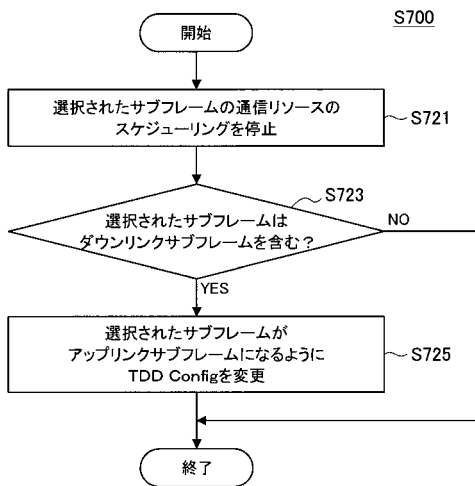 S700
開始
選択されたサブフレームの通信リソースの
スケジューリングを停止
S721
S723
選択されたサブフレームは
ダウンリンクサブフレームを含む？
NO
YES
選択されたサブフレームが
アップリンクサブフレームになるように
TDD Configを変更
S725
終了